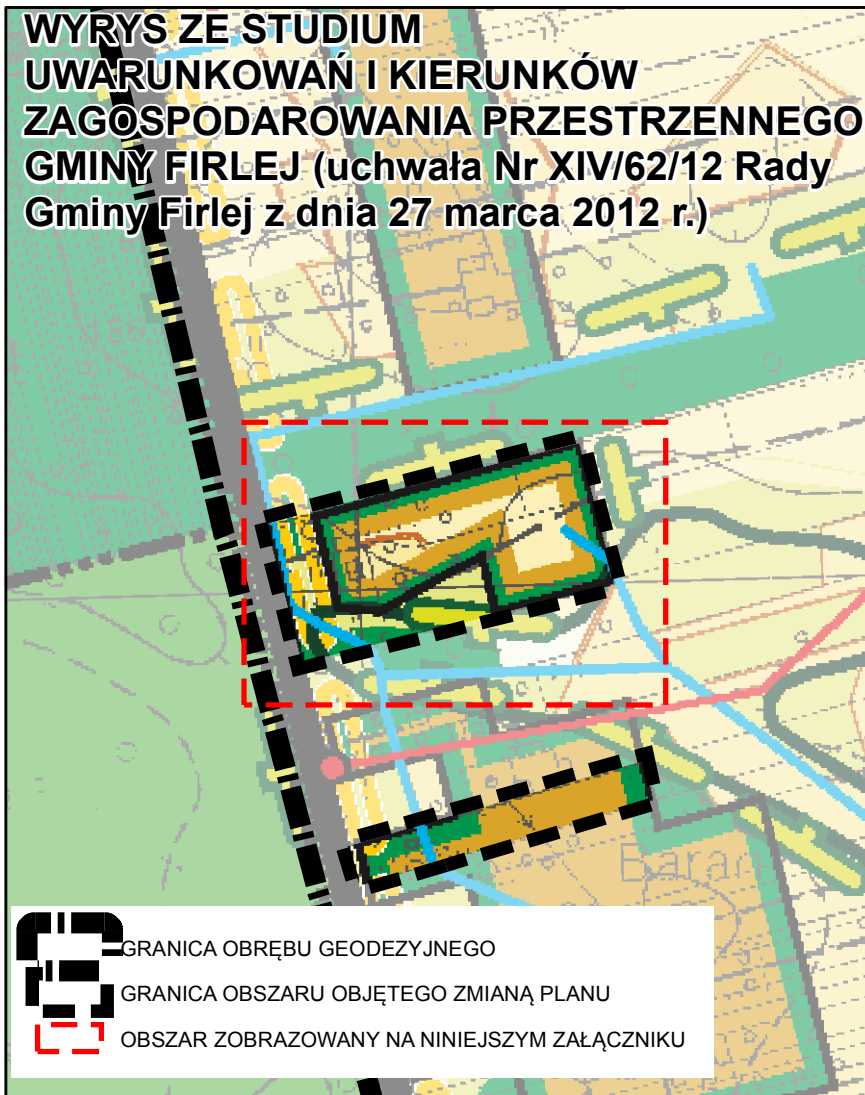 WYRYS ZE STUDIUM
UWARUNKOWAŃ I KIERUNKÓW
ZAGOSPODAROWANIA PRZESTRZENNEGO
GMINY FIRLEJ (uchwała Nr XIV/62/12 Rady
Gminy Firlej z dnia 27 marca 2012 r.)
Baran
GRANICA OBRĘBU GEODEZYJNEGO
GRANICA OBSZARU OBJĘTEGO ZMIANĄ PLANU
OBSZAR ZOBRAZOWANY NA NINIEJSZYM ZAŁĄCZNIKU